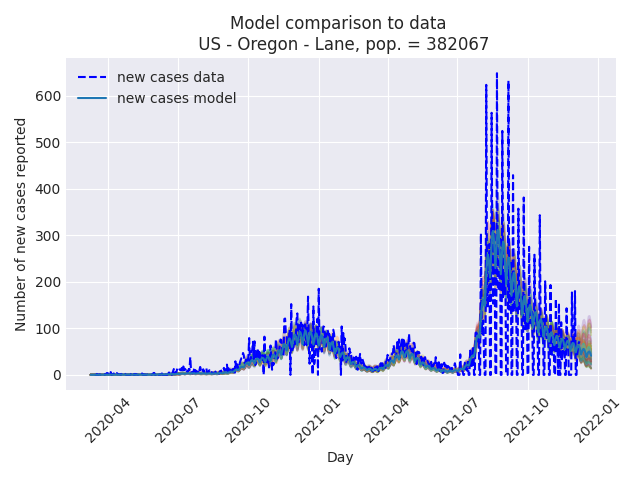 Model comparison to data
US - Oregon - Lane, pop. = 382067
new cases data
new cases model
Number of new cases reported
600
500
400
300
200
100
0
2020-04
2020-07
2020-10
2021-01
2021-04
2021-07
2021-10
2022-01
Day